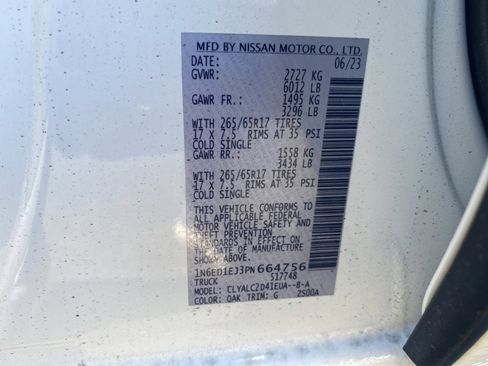 MFD BY NISSAN MOTOR CO., LTD.
DATE: 06/23
GVWR: 2727 KG
6012 LB
GAWR FR.: 1495 KG
3296 LB
WITH 265/65R17 TIRES
17 X 7.5 RIMS AT 35 PSI
COLD SINGLE
GAWR RR.: 1558 KG
3434 LB
WITH 265/65R17 TIRES
17 X 7.5 RIMS AT 35 PSI
COLD SINGLE
THIS VEHICLE CONFORMS TO
ALL APPLICABLE FEDERAL
MOTOR VEHICLE SAFETY AND
THEFT PREVENTION
STANDARDS IN EFFECT ON
THE DATE OF MANUFACTURE
SHOWN ABOVE.
1N6ED1EJ3PN664756
TRUCK 517748
MODEL: CLYALC2D41EUA--B-A
COLOR: QAK TRIM: G 2S00A